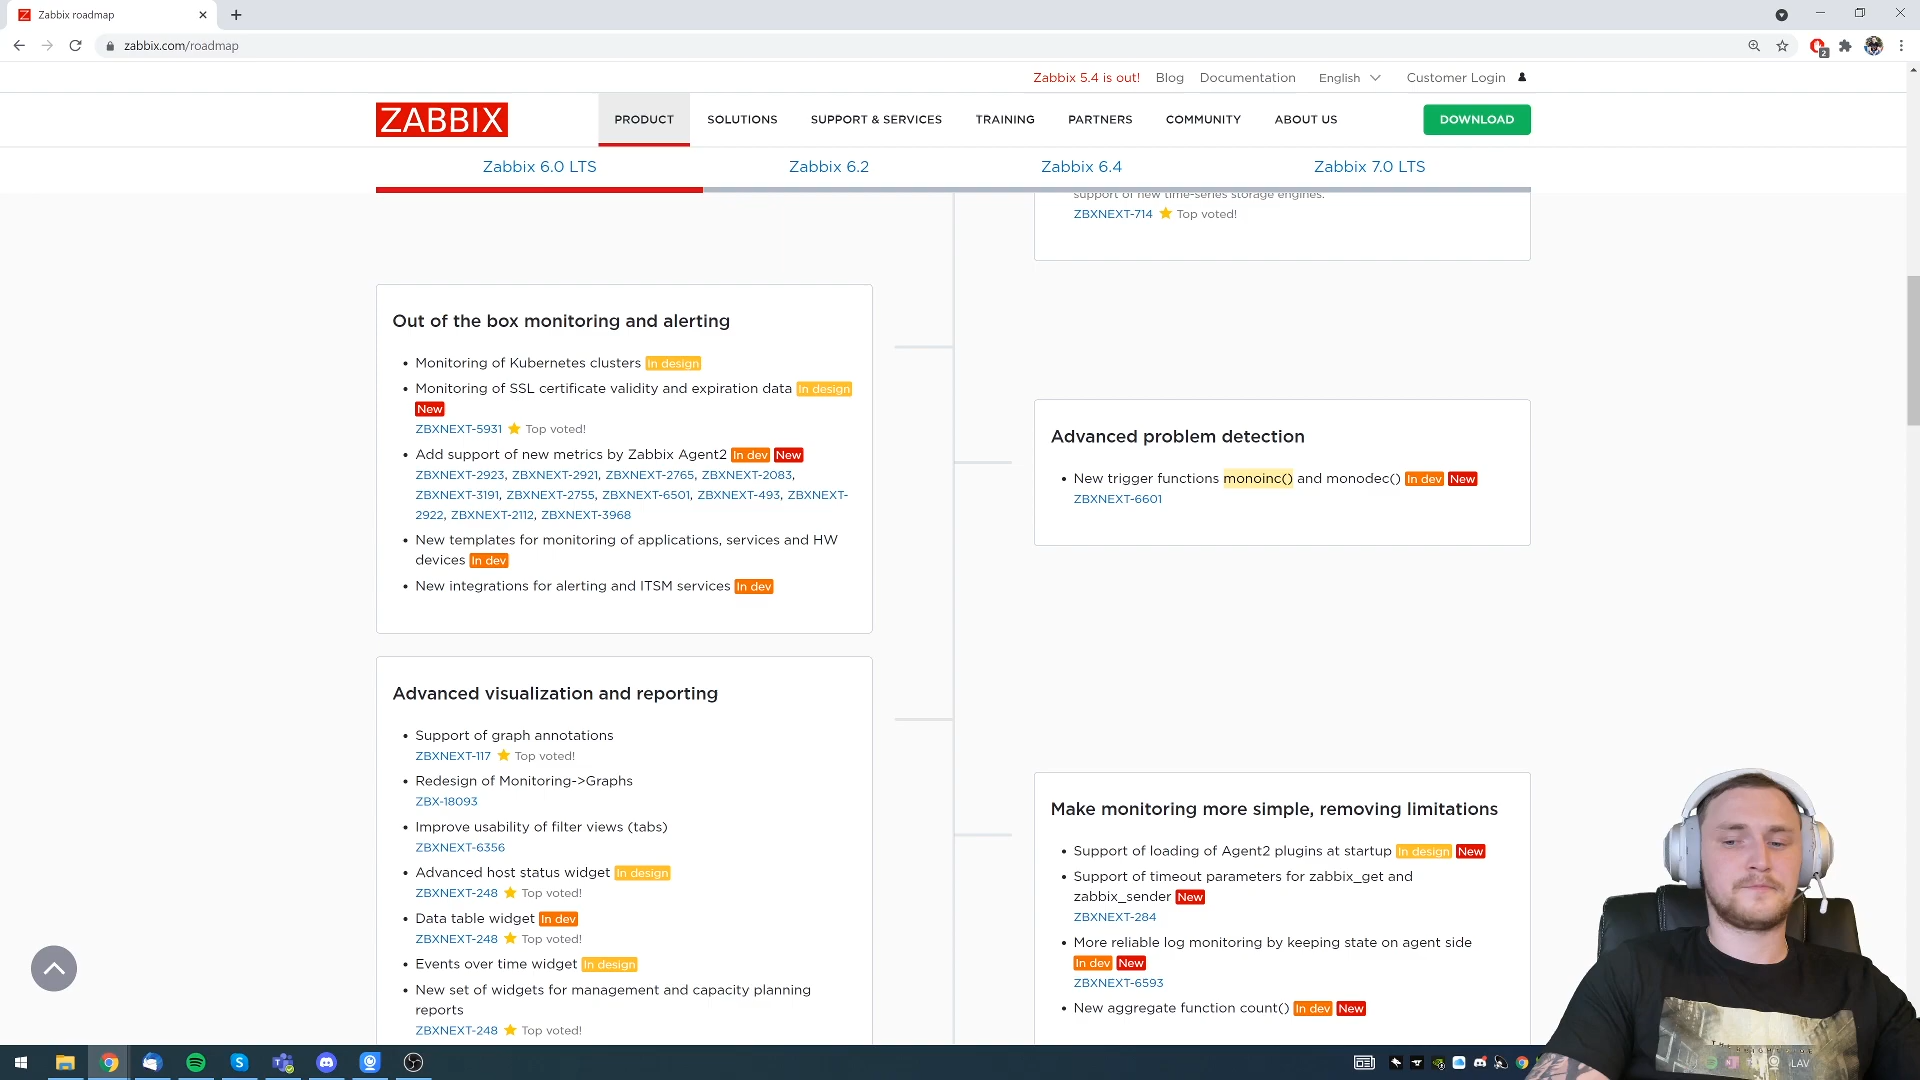 Zabbix roadmap
zabbix.com/roadmap
2
Zabbix 5.4 is out! Blog Documentation English Customer Login
ZABBIX
PRODUCT SOLUTIONS SUPPORT & SERVICES TRAINING PARTNERS COMMUNITY ABOUT US DOWNLOAD
Zabbix 6.0 LTS Zabbix 6.2 Zabbix 6.4 Zabbix 7.0 LTS
support of new time-series storage engines.
ZBXNEXT-714 Top voted!
Out of the box monitoring and alerting
• Monitoring of Kubernetes clusters In design
• Monitoring of SSL certificate validity and expiration data In design
New
ZBXNEXT-5931 Top voted!
• Add support of new metrics by Zabbix Agent2 In dev New
ZBXNEXT-2923, ZBXNEXT-2921, ZBXNEXT-2765, ZBXNEXT-2083,
ZBXNEXT-3191, ZBXNEXT-2755, ZBXNEXT-6501, ZBXNEXT-493, ZBXNEXT-
2922, ZBXNEXT-2112, ZBXNEXT-3968
• New templates for monitoring of applications, services and HW
devices In dev
• New integrations for alerting and ITSM services In dev
Advanced problem detection
• New trigger functions monoinc() and monodec() In dev New
ZBXNEXT-6601
Advanced visualization and reporting
• Support of graph annotations
ZBXNEXT-117 Top voted!
• Redesign of Monitoring->Graphs
ZBX-18093
• Improve usability of filter views (tabs)
ZBXNEXT-6356
• Advanced host status widget In design
ZBXNEXT-248 Top voted!
• Data table widget In dev
ZBXNEXT-248 Top voted!
• Events over time widget In design
• New set of widgets for management and capacity planning
reports
ZBXNEXT-248 Top voted!
Make monitoring more simple, removing limitations
• Support of loading of Agent2 plugins at startup In design New
• Support of timeout parameters for zabbix_get and
zabbix_sender New
ZBXNEXT-284
• More reliable log monitoring by keeping state on agent side
In dev New
ZBXNEXT-6593
• New aggregate function count() In dev New
LAV